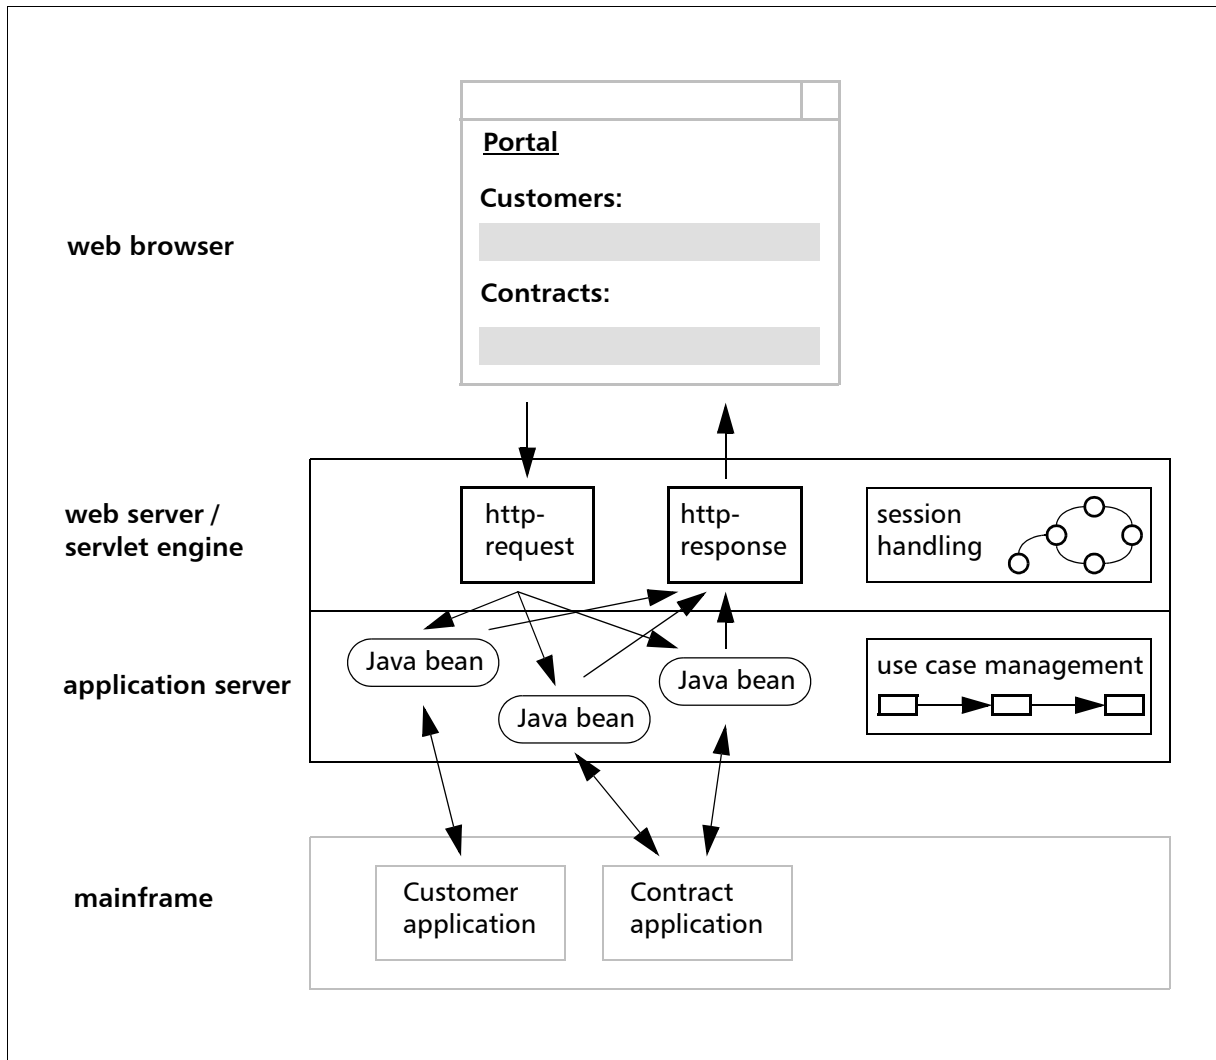 Portal
Customers:
web browser
Contracts:
web server /
servlet engine
http-
request
http-
response
session
handling
application server
Java bean
Java bean
Java bean
use case management
mainframe
Customer
application
Contract
application